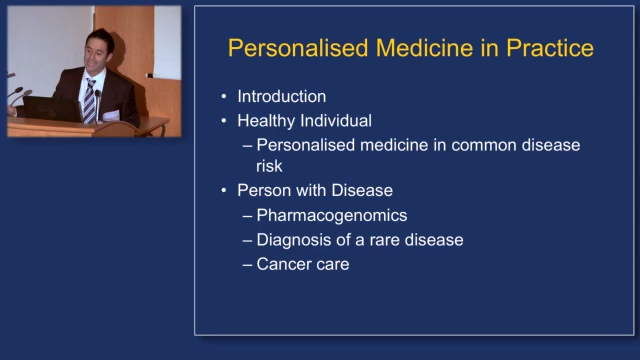 Personalised Medicine in Practice
• Introduction
• Healthy Individual
– Personalised medicine in common disease
risk
• Person with Disease
– Pharmacogenomics
– Diagnosis of a rare disease
– Cancer care